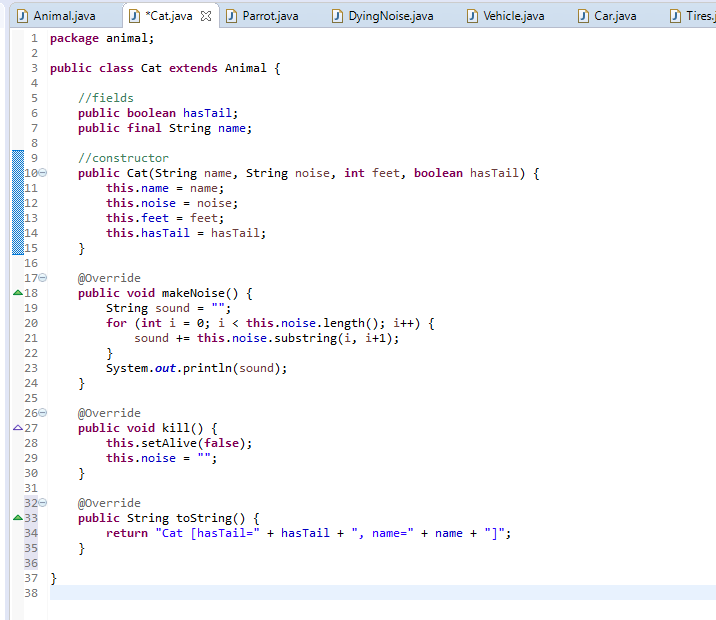 Animal.java *Cat.java Parrot.java DyingNoise.java Vehicle.java Car.java Tires.j
1 package animal;
2
3 public class Cat extends Animal {
4
5     //fields
6     public boolean hasTail;
7     public final String name;
8
9     //constructor
10     public Cat(String name, String noise, int feet, boolean hasTail) {
11         this.name = name;
12         this.noise = noise;
13         this.feet = feet;
14         this.hasTail = hasTail;
15     }
16
17     @Override
18     public void makeNoise() {
19         String sound = "";
20         for (int i = 0; i < this.noise.length(); i++) {
21             sound += this.noise.substring(i, i+1);
22         }
23         System.out.println(sound);
24     }
25
26     @Override
27     public void kill() {
28         this.setAlive(false);
29         this.noise = "";
30     }
31
32     @Override
33     public String toString() {
34         return "Cat [hasTail=" + hasTail + ", name=" + name + "]";
35     }
36
37 }
38